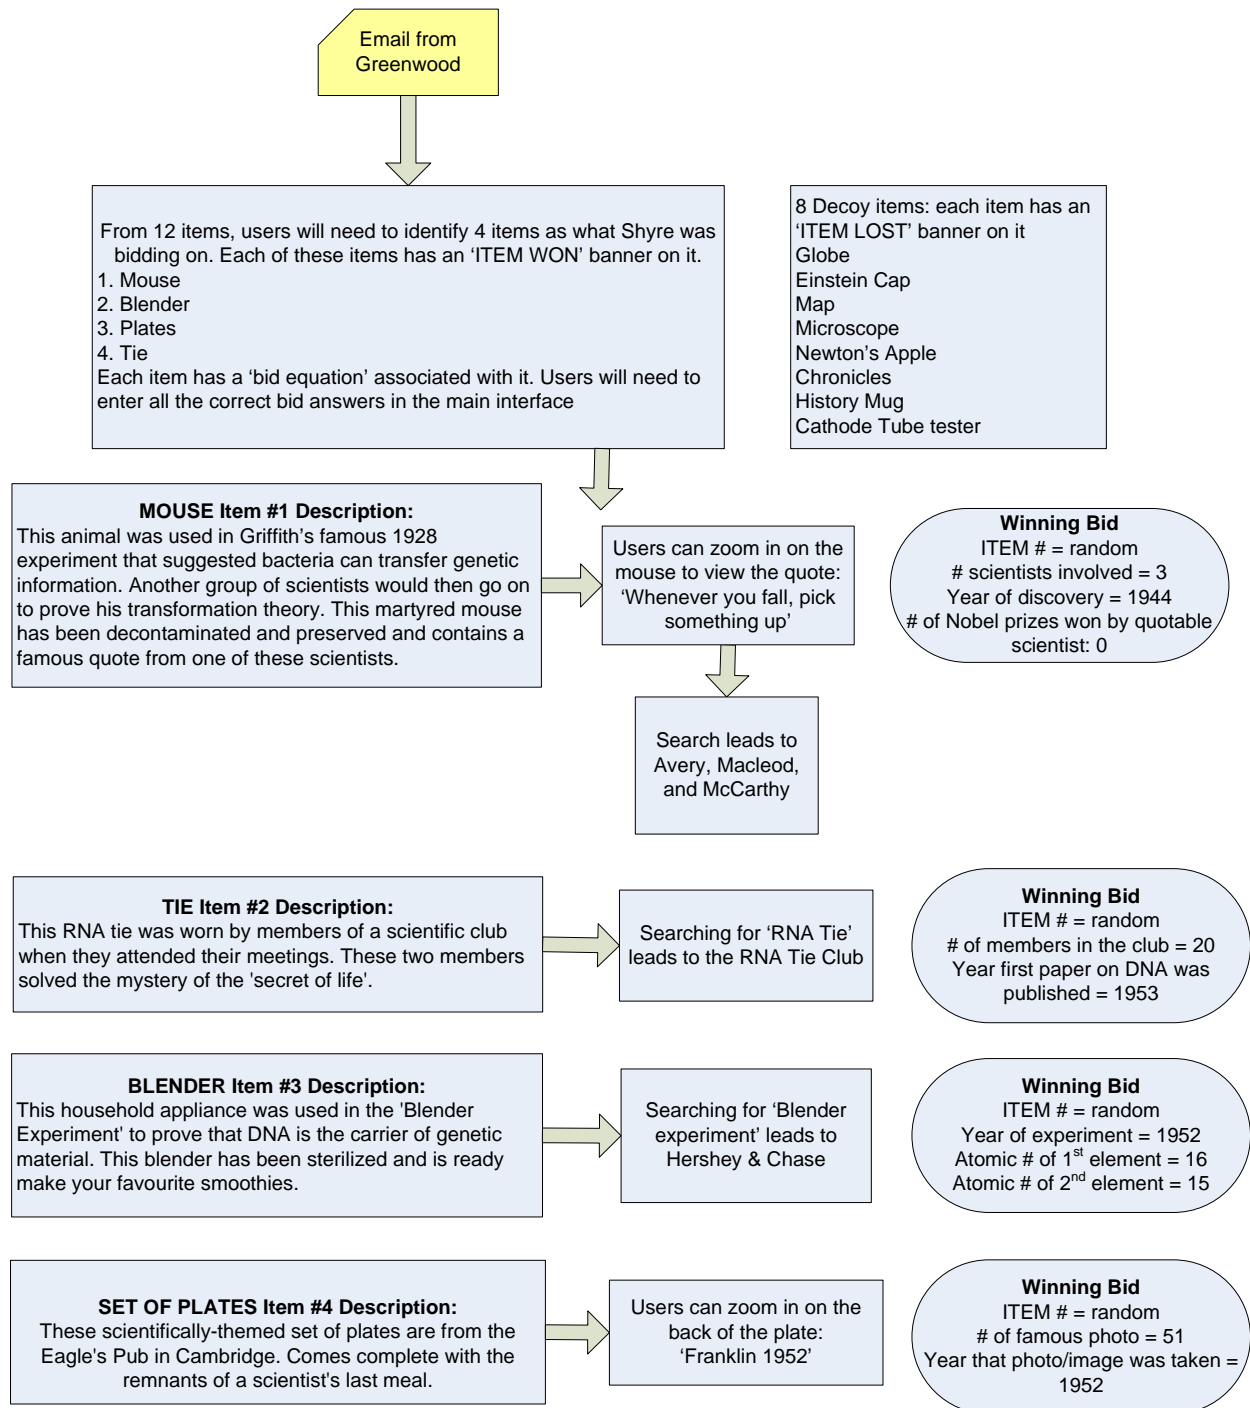 Email from
Greenwood
From 12 items, users will need to identify 4 items as what Shyre was
bidding on. Each of these items has an ‘ITEM WON’ banner on it.
1. Mouse
2. Blender
3. Plates
4. Tie
Each item has a ‘bid equation’ associated with it. Users will need to
enter all the correct bid answers in the main interface
8 Decoy items: each item has an
‘ITEM LOST’ banner on it
Globe
Einstein Cap
Map
Microscope
Newton’s Apple
Chronicles
History Mug
Cathode Tube tester
MOUSE Item #1 Description:
This animal was used in Griffith’s famous 1928
experiment that suggested bacteria can transfer genetic
information. Another group of scientists would then go on
to prove his transformation theory. This martyred mouse
has been decontaminated and preserved and contains a
famous quote from one of these scientists.
Users can zoom in on the
mouse to view the quote:
‘Whenever you fall, pick
something up’
Winning Bid
ITEM # = random
# scientists involved = 3
Year of discovery = 1944
# of Nobel prizes won by quotable
scientist: 0
Search leads to
Avery, Macleod,
and McCarthy
TIE Item #2 Description:
This RNA tie was worn by members of a scientific club
when they attended their meetings. These two members
solved the mystery of the 'secret of life'.
Searching for ‘RNA Tie’
leads to the RNA Tie Club
Winning Bid
ITEM # = random
# of members in the club = 20
Year first paper on DNA was
published = 1953
BLENDER Item #3 Description:
This household appliance was used in the 'Blender
Experiment' to prove that DNA is the carrier of genetic
material. This blender has been sterilized and is ready
make your favourite smoothies.
Searching for ‘Blender
experiment’ leads to
Hershey & Chase
Winning Bid
ITEM # = random
Year of experiment = 1952
Atomic # of 1st element = 16
Atomic # of 2nd element = 15
SET OF PLATES Item #4 Description:
These scientifically-themed set of plates are from the
Eagle's Pub in Cambridge. Comes complete with the
remnants of a scientist's last meal.
Users can zoom in on the
back of the plate:
‘Franklin 1952’
Winning Bid
ITEM # = random
# of famous photo = 51
Year that photo/image was taken =
1952